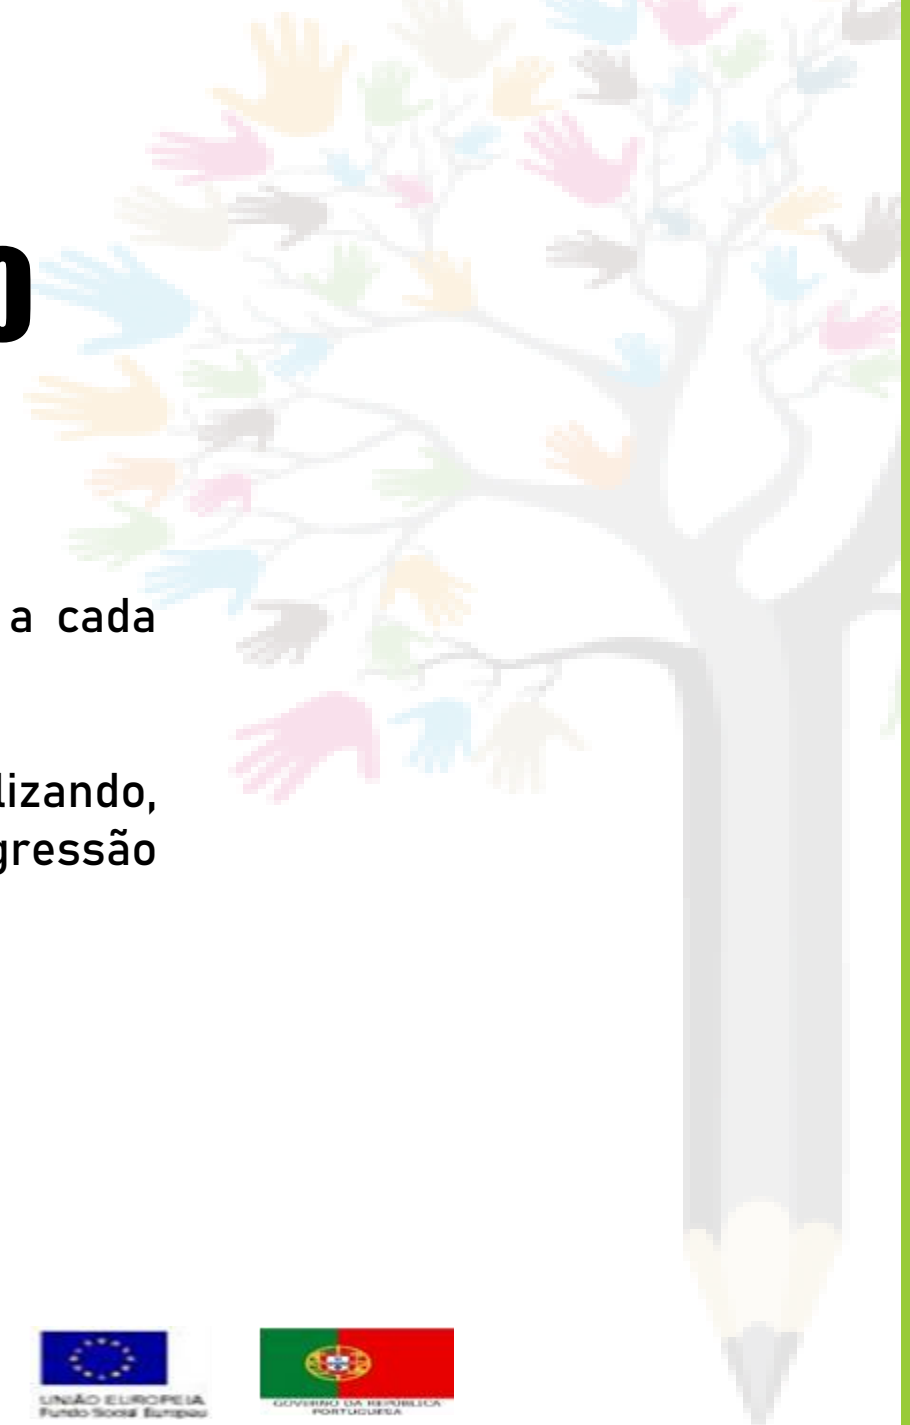 O
a cada
lizando,
gressão
UNIÃO EUROPEIA
Fundo Social Europeu
GOVERNO DA REPÚBLICA
PORTUGUESA